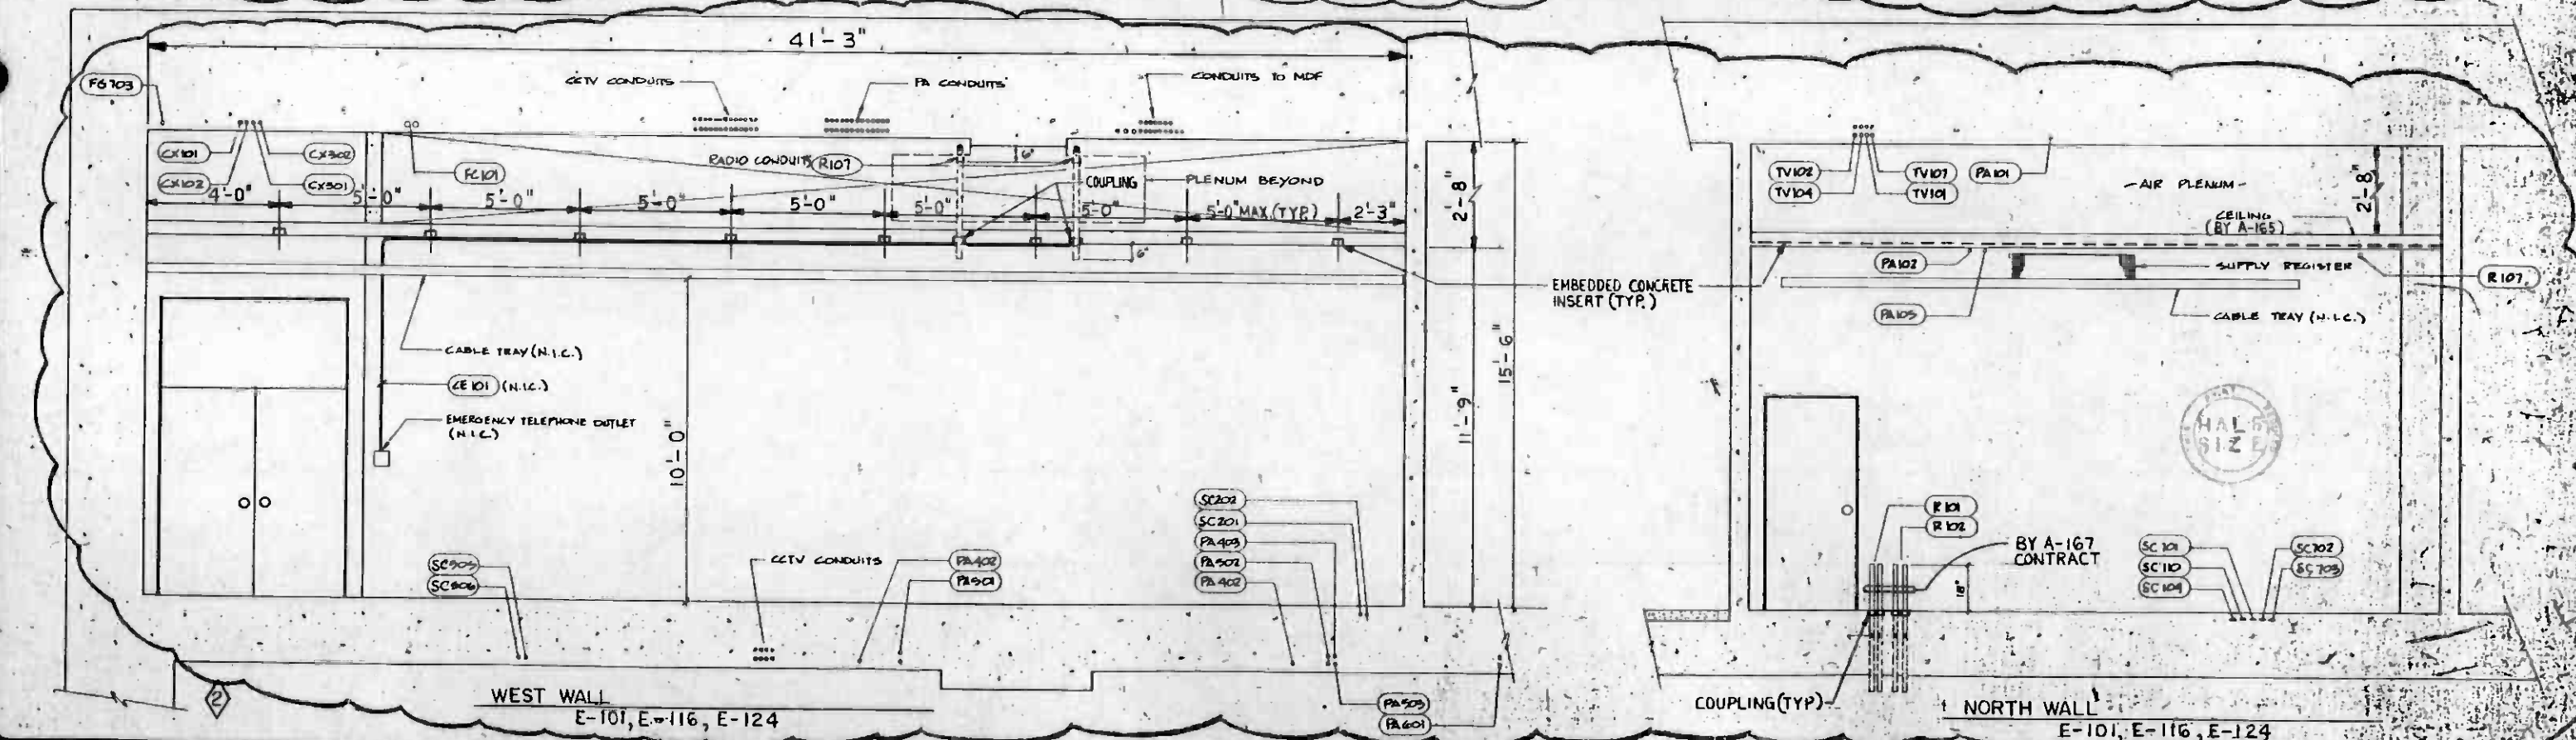 41'-3"
FG703
CCTV CONDUITS
PA CONDUITS
CONDUITS TO MDF
CX101
CX302
CX102
CX301
FC101
RADIO CONDUITS R107
6"
COUPLING
PLENUM BEYOND
4'-0"
5'-0"
5'-0"
5'-0"
5'-0"
5'-0"
5'-0"
5'-0" MAX. (TYP.)
2'-3"
6"
2'-8"
11'-9"
15'-6"
EMBEDDED CONCRETE
INSERT (TYP.)
CABLE TRAY (N.I.C.)
CE101 (N.I.C.)
EMERGENCY TELEPHONE OUTLET
(N.I.C.)
10'-0"
SC202
SC201
PA403
PA502
PA402
CCTV CONDUITS
PA402
PA501
PA503
PA601
2
WEST WALL
E-101, E-116, E-124
TV102
TV107
PA101
TV104
TV101
AIR PLENUM
2'-8"
CEILING
(BY A-165)
PA102
SUPPLY REGISTER
R107
PA105
CABLE TRAY (N.I.C.)
HALF
SIZE
R101
R102
BY A-167
CONTRACT
18"
SC101
SC102
SC110
SC703
SC109
COUPLING (TYP)
NORTH WALL
E-101, E-116, E-124